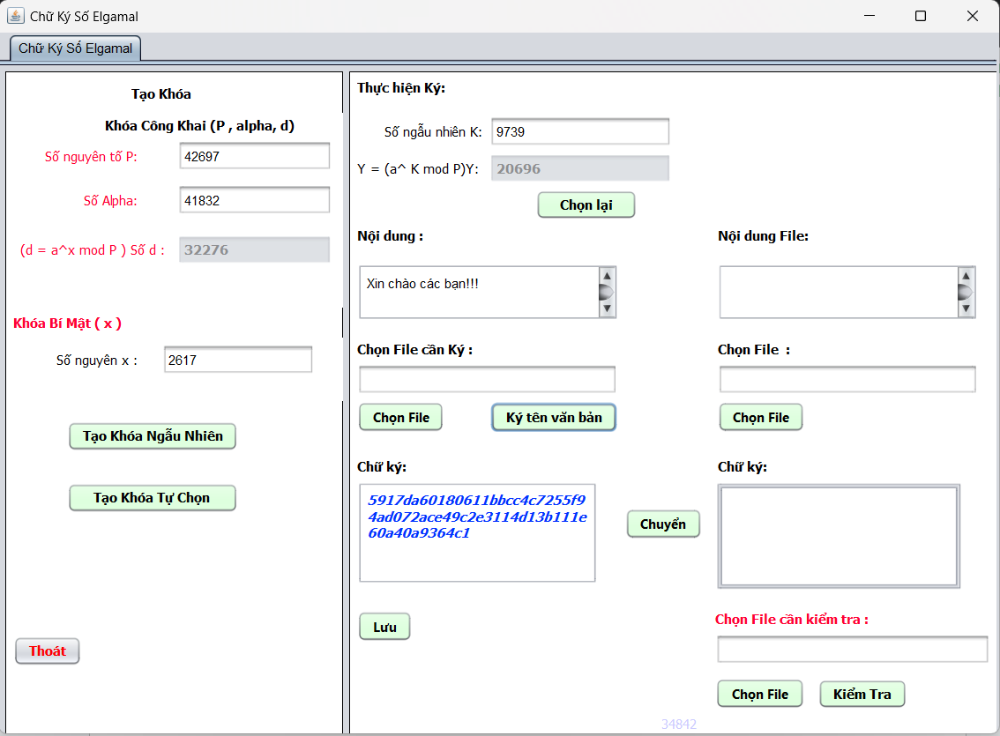 Chữ Ký Số Elgamal
Chữ Ký Số Elgamal
Tạo Khóa
Khóa Công Khai (P , alpha, d)
Số nguyên tố P:
42697
Số Alpha:
41832
(d = a^x mod P ) Số d :
32276
Khóa Bí Mật ( x )
Số nguyên x :
2617
Tạo Khóa Ngẫu Nhiên
Tạo Khóa Tự Chọn
Thoát
Thực hiện Ký:
Số ngẫu nhiên K:
9739
Y = (a^ K mod P)Y:
20696
Chọn lại
Nội dung :
Xin chào các bạn!!!
Chọn File cần Ký :
Chọn File
Ký tên văn bản
Chữ ký:
5917da60180611bbcc4c7255f9
4ad072ace49c2e3114d13b111e
60a40a9364c1
Chuyển
Lưu
Nội dung File:
Chọn File :
Chọn File
Chữ ký:
Chọn File cần kiểm tra :
Chọn File
Kiểm Tra
34842